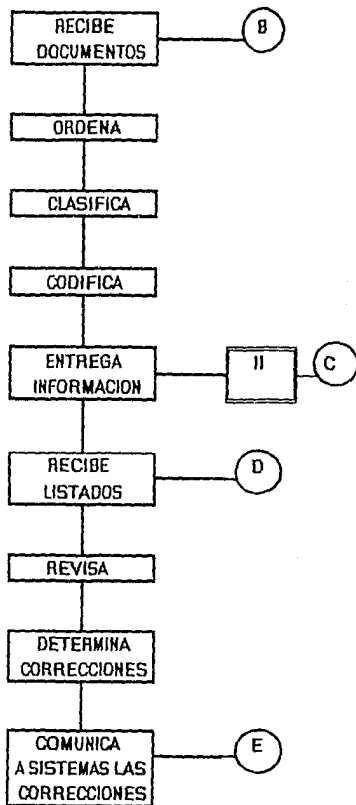 RECIBE
DOCUMENTOS
B
ORDENA
CLASIFICA
CODIFICA
ENTREGA
INFORMACION
II
C
RECIBE
LISTADOS
D
REVISA
DETERMINA
CORRECCIONES
COMUNICA
A SISTEMAS LAS
CORRECCIONES
E